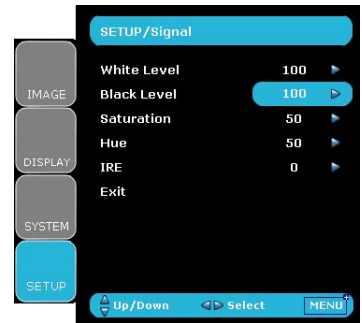 SETUP/Signal
White Level 100
IMAGE
Black Level 100
Saturation 50
Hue 50
DISPLAY
IRE 0
Exit
SYSTEM
SETUP
Up/Down Select MENU